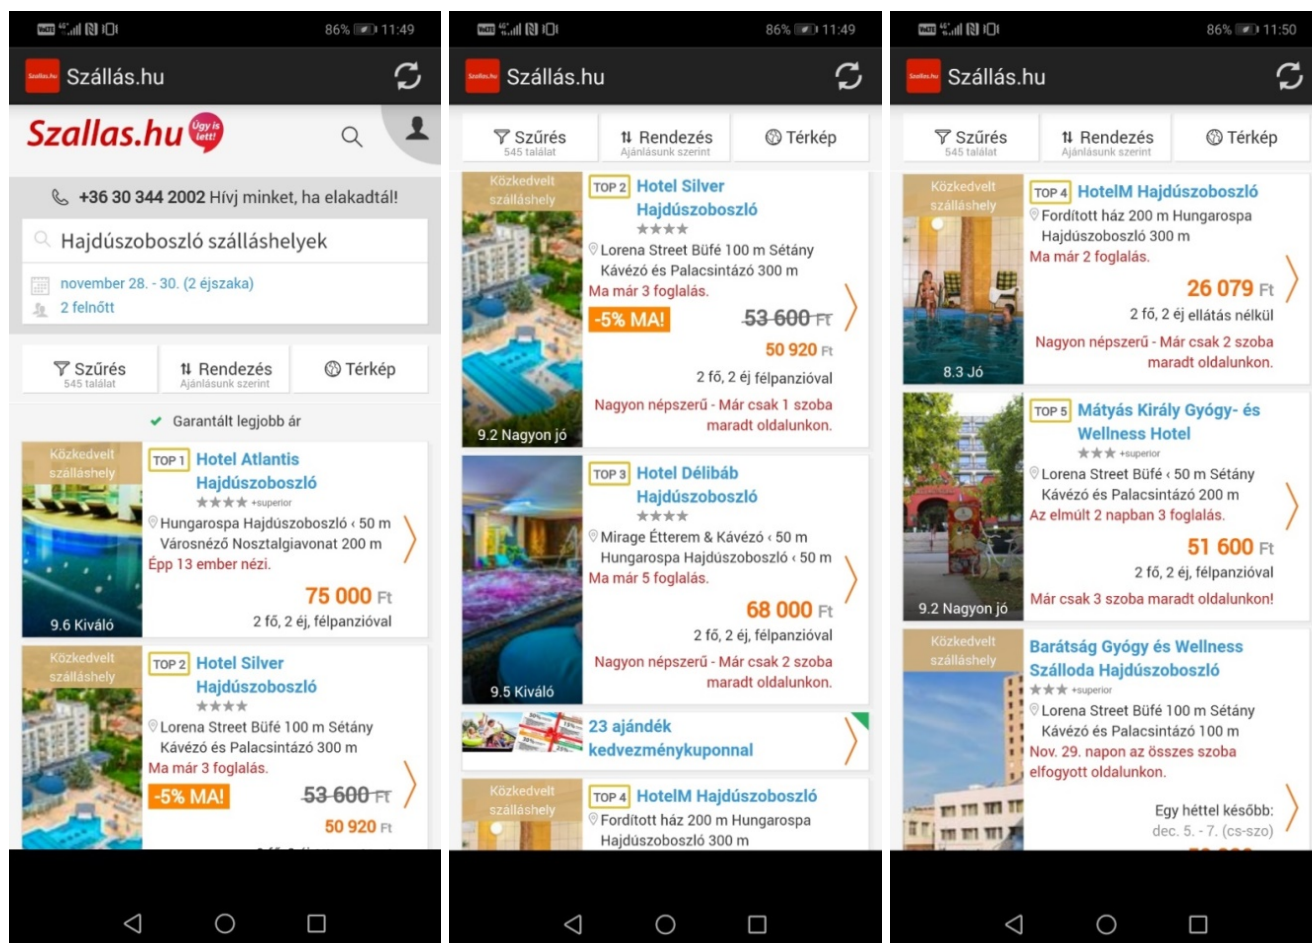 86% 11:49
Szállás.hu
Szallas.hu Úgy is lett!
+36 30 344 2002 Hívj minket, ha elakadtál!
Hajdúszoboszló szálláshelyek
november 28. - 30. (2 éjszaka)
2 felnőtt
Szűrés
545 találat
Rendezés
Ajánlásunk szerint
Térkép
Garantált legjobb ár
Közkedvelt
szálláshely
TOP 1 Hotel Atlantis
Hajdúszoboszló
+superior
Hungarospa Hajdúszoboszló ‹ 50 m
Városnéző Nosztalgiavonat 200 m
Épp 13 ember nézi.
75 000 Ft
2 fő, 2 éj, félpanzióval
9.6 Kiváló
Közkedvelt
szálláshely
TOP 2 Hotel Silver
Hajdúszoboszló
Lorena Street Büfé 100 m Sétány
Kávézó és Palacsintázó 300 m
Ma már 3 foglalás.
-5% MA!
53 600 Ft
50 920 Ft
86% 11:49
Szállás.hu
Szűrés
545 találat
Rendezés
Ajánlásunk szerint
Térkép
Közkedvelt
szálláshely
TOP 2 Hotel Silver
Hajdúszoboszló
Lorena Street Büfé 100 m Sétány
Kávézó és Palacsintázó 300 m
Ma már 3 foglalás.
-5% MA!
53 600 Ft
50 920 Ft
2 fő, 2 éj félpanzióval
Nagyon népszerű - Már csak 1 szoba
maradt oldalunkon.
9.2 Nagyon jó
TOP 3 Hotel Délibáb
Hajdúszoboszló
Mirage Étterem & Kávézó ‹ 50 m
Hungarospa Hajdúszoboszló ‹ 50 m
Ma már 5 foglalás.
68 000 Ft
2 fő, 2 éj, félpanzióval
Nagyon népszerű - Már csak 2 szoba
maradt oldalunkon.
9.5 Kiváló
23 ajándék
kedvezménykuponnal
Közkedvelt
szálláshely
TOP 4 HotelM Hajdúszoboszló
Fordított ház 200 m Hungarospa
Hajdúszoboszló 300 m
86% 11:50
Szállás.hu
Szűrés
545 találat
Rendezés
Ajánlásunk szerint
Térkép
Közkedvelt
szálláshely
TOP 4 HotelM Hajdúszoboszló
Fordított ház 200 m Hungarospa
Hajdúszoboszló 300 m
Ma már 2 foglalás.
26 079 Ft
2 fő, 2 éj ellátás nélkül
Nagyon népszerű - Már csak 2 szoba
maradt oldalunkon.
8.3 Jó
TOP 5 Mátyás Király Gyógy- és
Wellness Hotel
+superior
Lorena Street Büfé ‹ 50 m Sétány
Kávézó és Palacsintázó 200 m
Az elmúlt 2 napban 3 foglalás.
51 600 Ft
2 fő, 2 éj, félpanzióval
Már csak 3 szoba maradt oldalunkon!
9.2 Nagyon jó
Közkedvelt
szálláshely
Barátság Gyógy és Wellness
Szálloda Hajdúszoboszló
+superior
Lorena Street Büfé 100 m Sétány
Kávézó és Palacsintázó 100 m
Nov. 29. napon az összes szoba
elfogyott oldalunkon.
Egy héttel később:
dec. 5. - 7. (cs-szo)